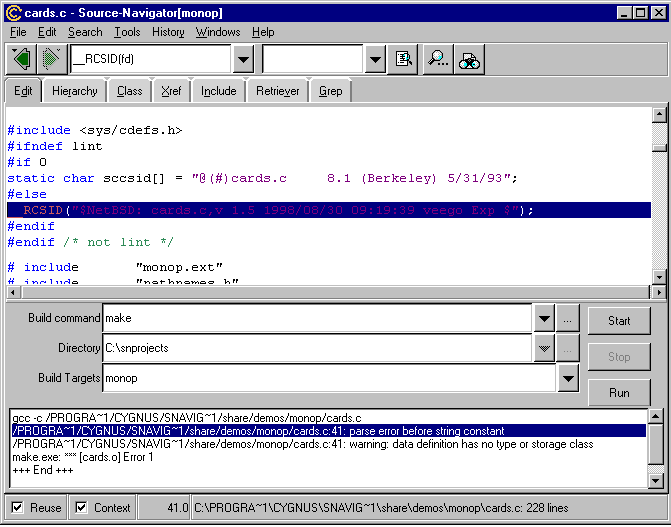 cards.c - Source-Navigator[monop]
File Edit Search Tools History Windows Help
__RCSID(fd)
Edit Hierarchy Class Xref Include Retriever Grep
#include <sys/cdefs.h>
#ifndef lint
#if 0
static char sccsid[] = "@(#)cards.c 8.1 (Berkeley) 5/31/93";
#else
__RCSID("$NetBSD: cards.c,v 1.5 1998/08/30 09:19:39 veego Exp $");
#endif
#endif /* not lint */
# include "monop.ext"
# include "pathnames.h"
Build command make ... Start
Directory C:\snprojects ... Stop
Build Targets monop Run
gcc -c /PROGRA~1/CYGNUS/SNAVIG~1/share/demos/monop/cards.c
/PROGRA~1/CYGNUS/SNAVIG~1/share/demos/monop/cards.c:41: parse error before string constant
/PROGRA~1/CYGNUS/SNAVIG~1/share/demos/monop/cards.c:41: warning: data definition has no type or storage class
make.exe: *** [cards.o] Error 1
+++ End +++
Reuse Context 41.0 C:\PROGRA~1\CYGNUS\SNAVIG~1\share\demos\monop\cards.c: 228 lines